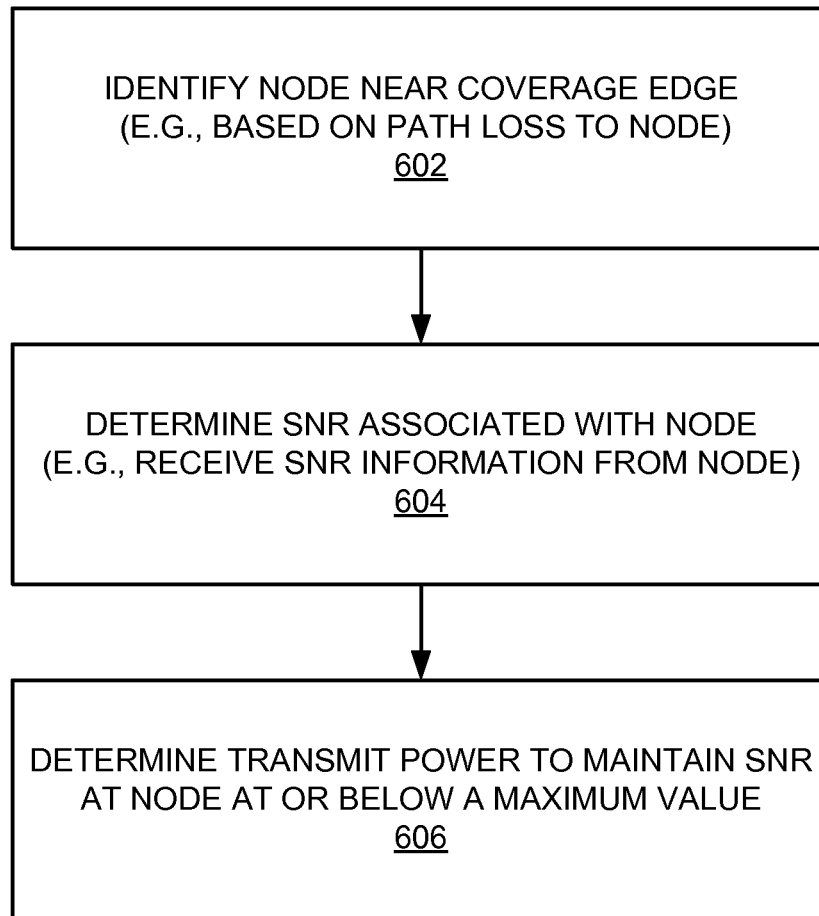 IDENTIFY NODE NEAR COVERAGE EDGE
(E.G., BASED ON PATH LOSS TO NODE)
602
DETERMINE SNR ASSOCIATED WITH NODE
(E.G., RECEIVE SNR INFORMATION FROM NODE)
604
DETERMINE TRANSMIT POWER TO MAINTAIN SNR
AT NODE AT OR BELOW A MAXIMUM VALUE
606